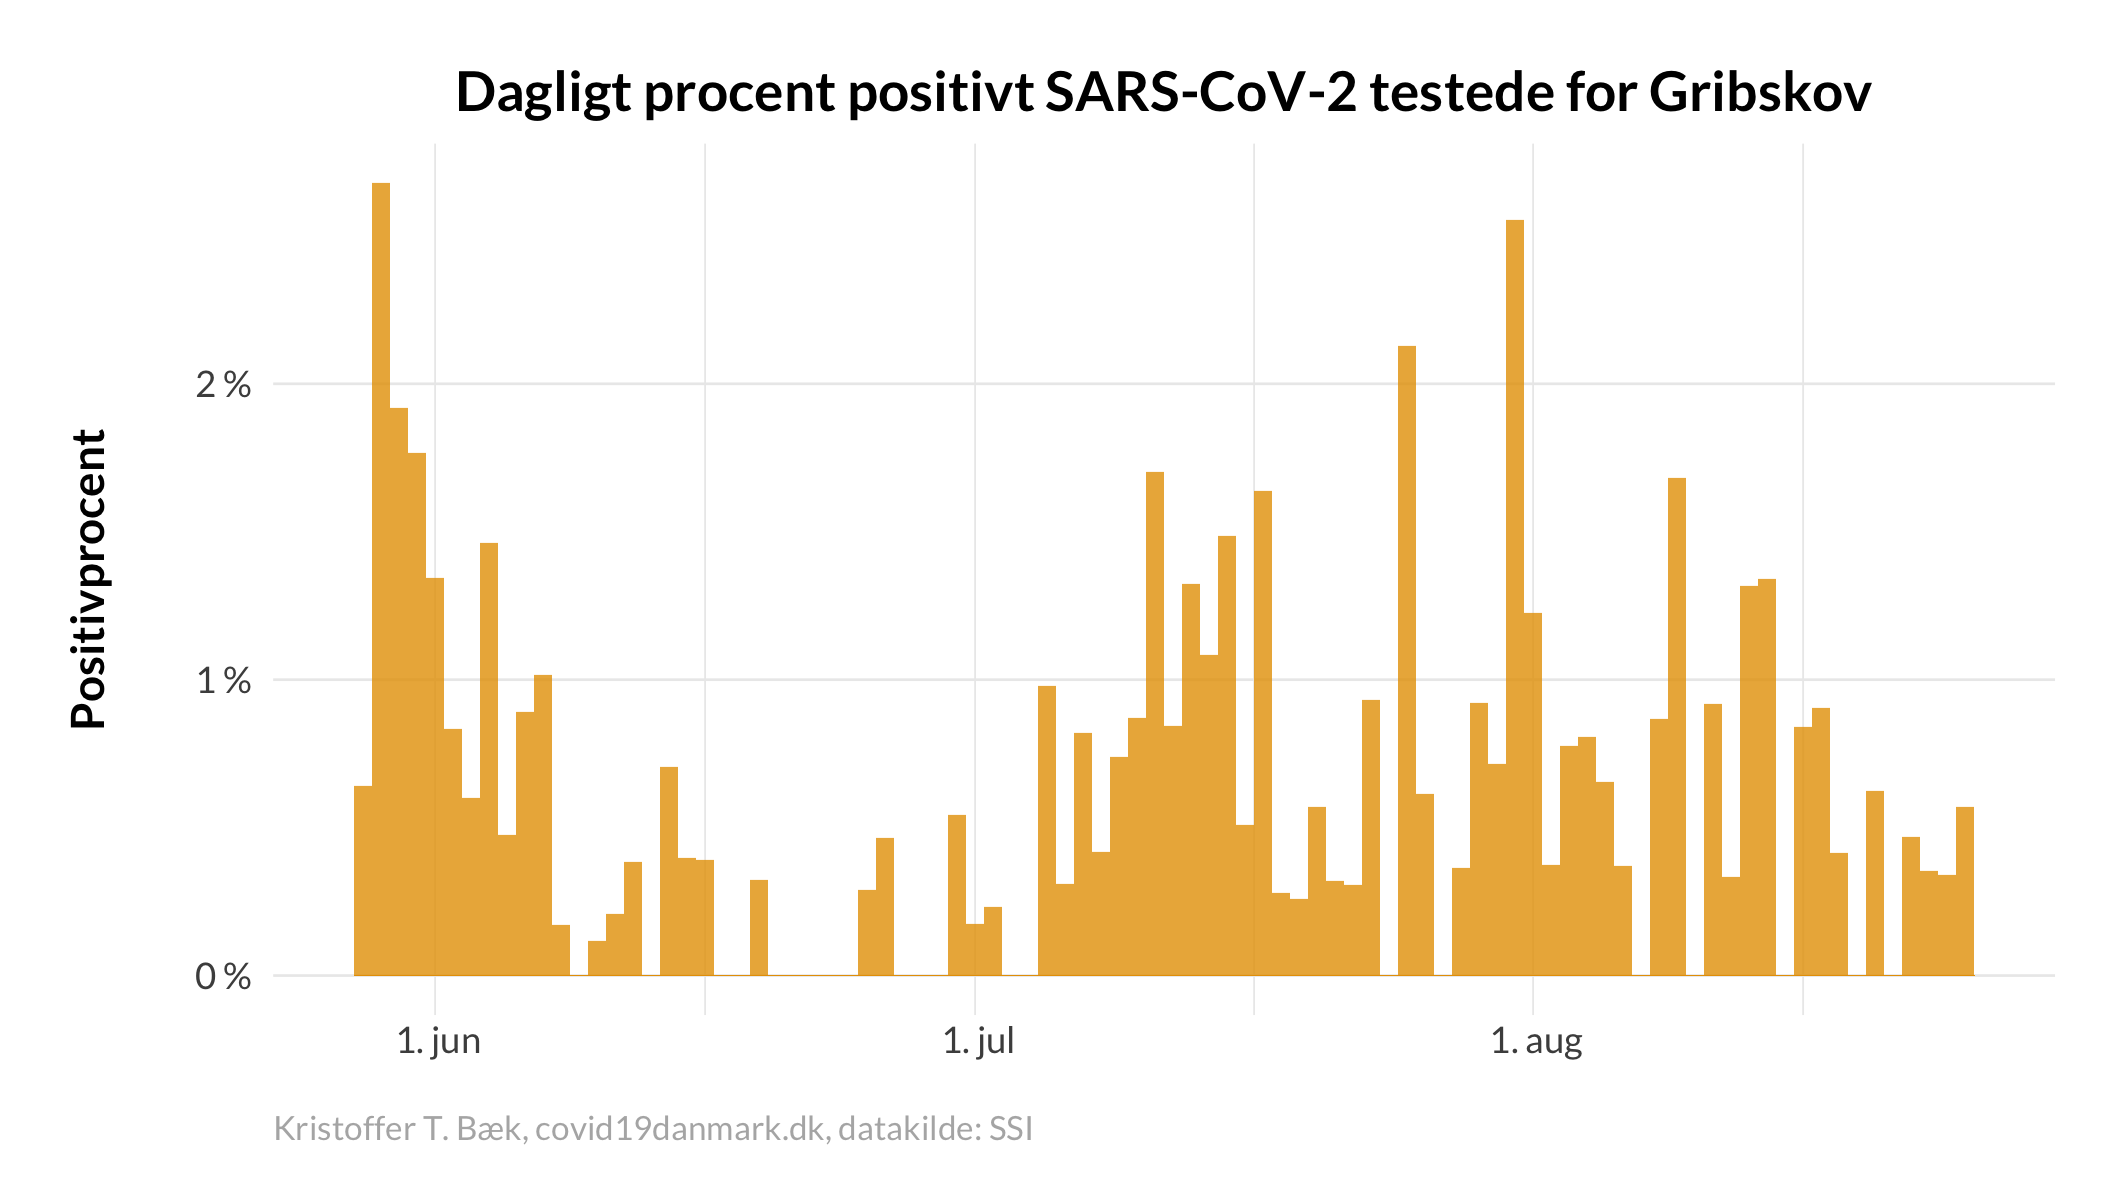 Dagligt procent positivt SARS-CoV-2 testede for Gribskov
Positivprocent
2 %
1 %
0 %
1. jun
1. jul
1. aug
Kristoffer T. Bæk, covid19danmark.dk, datakilde: SSI